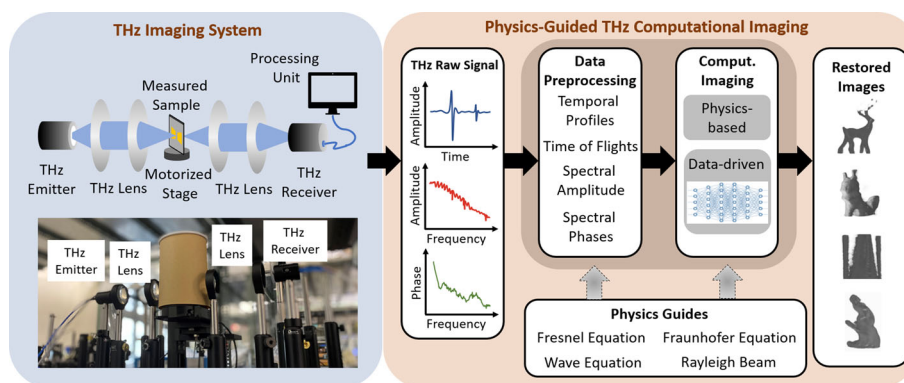 THz Imaging System
Processing
Unit
Measured
Sample
THz
Emitter
THz Lens
Motorized
Stage
THz Lens
THz
Receiver
THz
Emitter
THz
Lens
THz
Lens
THz
Receiver
Physics-Guided THz Computational Imaging
THz Raw Signal
Amplitude
Time
Amplitude
Frequency
Phase
Frequency
Data
Preprocessing
Temporal
Profiles
Time of Flights
Spectral
Amplitude
Spectral
Phases
Comput.
Imaging
Physics-
based
Data-driven
Restored
Images
Physics Guides
Fresnel Equation
Fraunhofer Equation
Wave Equation
Rayleigh Beam